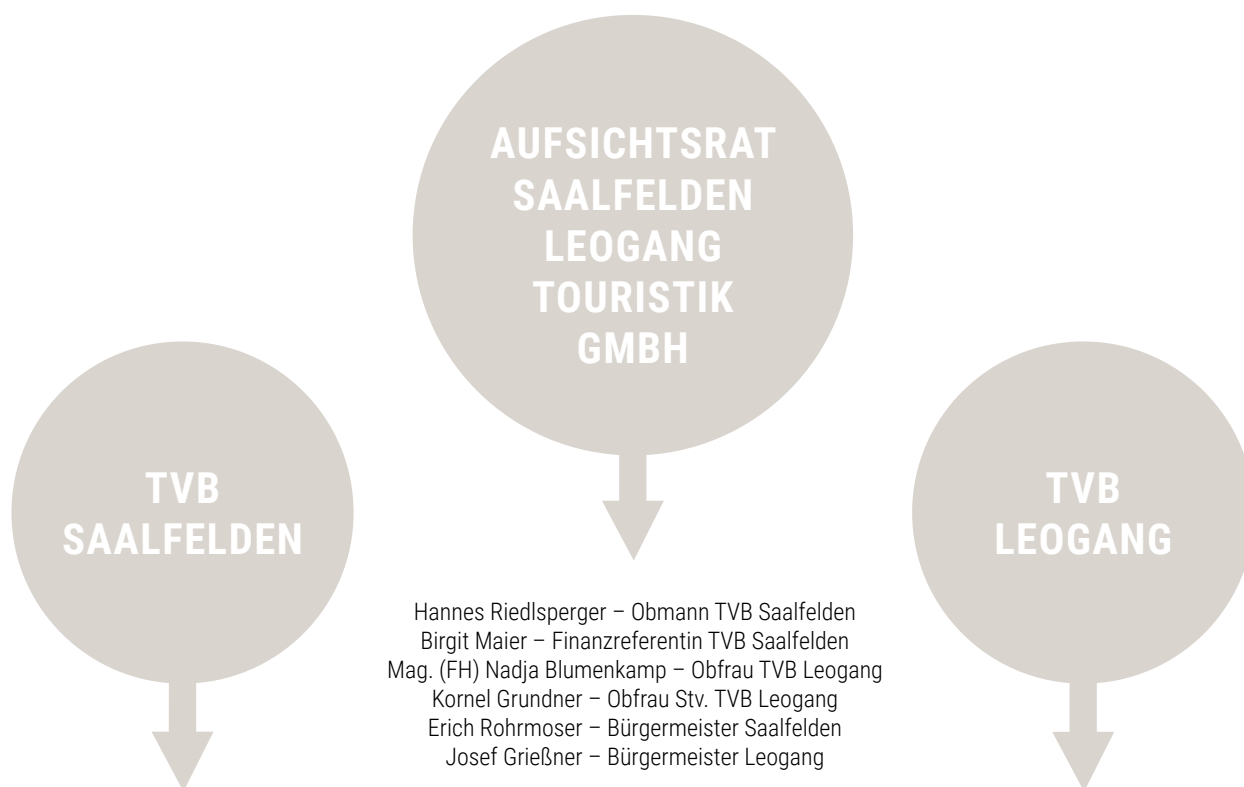 AUFSICHTSRAT
SAALFELDEN
LEOGANG
TOURISTIK
GMBH
TVB
SAALFELDEN
TVB
LEOGANG
Hannes Riedlsperger – Obmann TVB Saalfelden
Birgit Maier – Finanzreferentin TVB Saalfelden
Mag. (FH) Nadja Blumenkamp – Obfrau TVB Leogang
Kornel Grundner – Obfrau Stv. TVB Leogang
Erich Rohrmoser – Bürgermeister Saalfelden
Josef Grießner – Bürgermeister Leogang